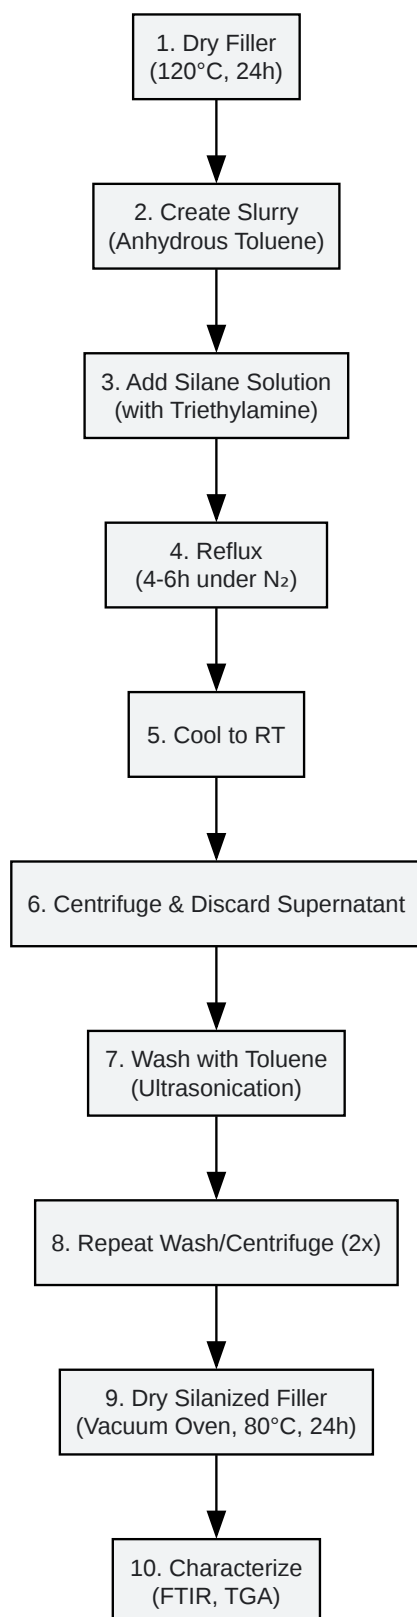 1. Dry Filler
(120°C, 24h)
2. Create Slurry
(Anhydrous Toluene)
3. Add Silane Solution
(with Triethylamine)
4. Reflux
(4-6h under N₂)
5. Cool to RT
6. Centrifuge & Discard Supernatant
7. Wash with Toluene
(Ultrasonication)
8. Repeat Wash/Centrifuge (2x)
9. Dry Silanized Filler
(Vacuum Oven, 80°C, 24h)
10. Characterize
(FTIR, TGA)